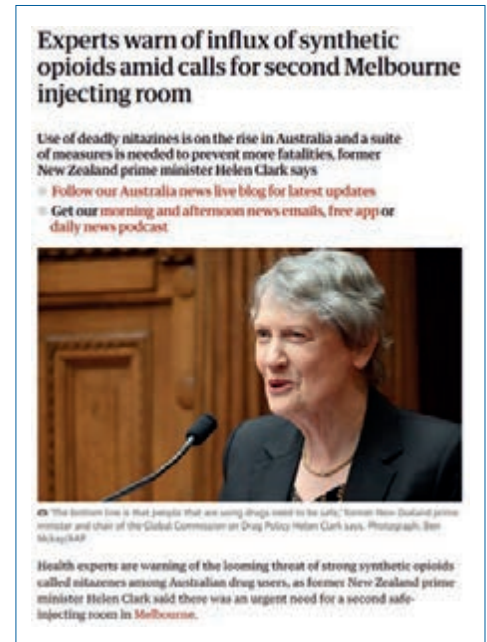 Experts warn of influx of synthetic
opioids amid calls for second Melbourne
injecting room
Use of deadly nitazines is on the rise in Australia and a suite
of measures is needed to prevent more fatalities, former
New Zealand prime minister Helen Clark says
Follow our Australia news live blog for latest updates
Get our morning and afternoon news emails, free app or
daily news podcast
'The bottom line is that people that are using drugs need to be safe,' former New Zealand prime
minister and chair of the Global Commission on Drug Policy Helen Clark says. Photograph: Ben
Mckay/AAP
Health experts are warning of the looming threat of strong synthetic opioids
called nitazenes among Australian drug users, as former New Zealand prime
minister Helen Clark said there was an urgent need for a second safe-
injecting room in Melbourne.